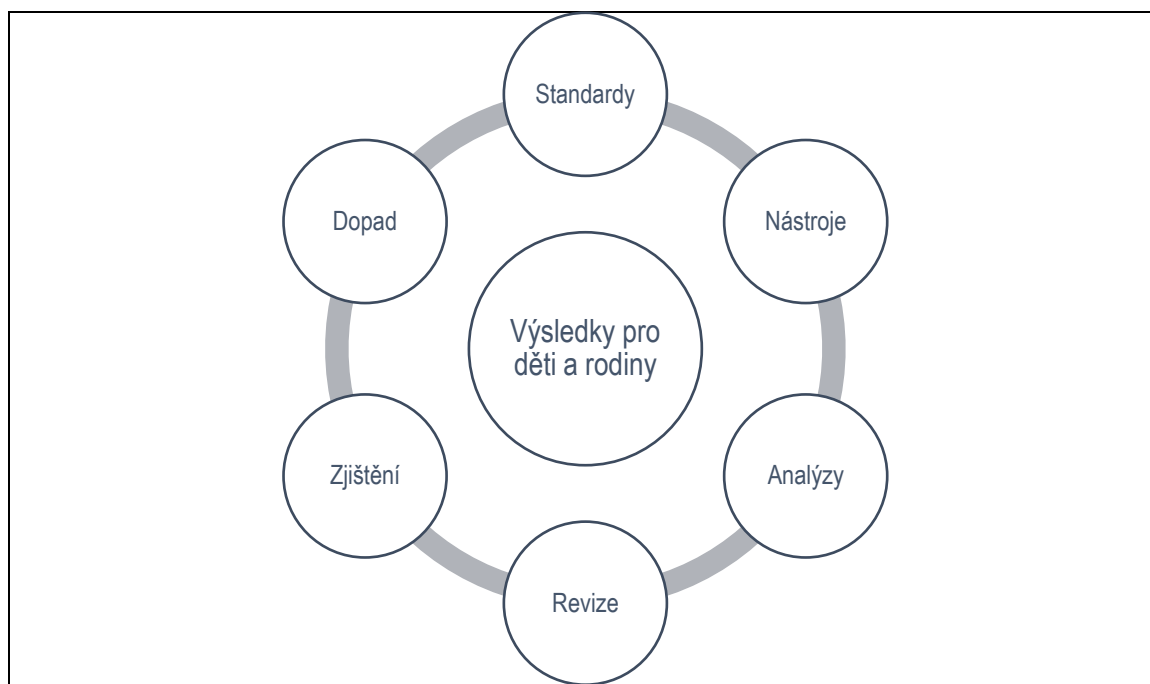 Standardy
Dopad
Nástroje
Výsledky pro
děti a rodiny
Zjištění
Analýzy
Revize